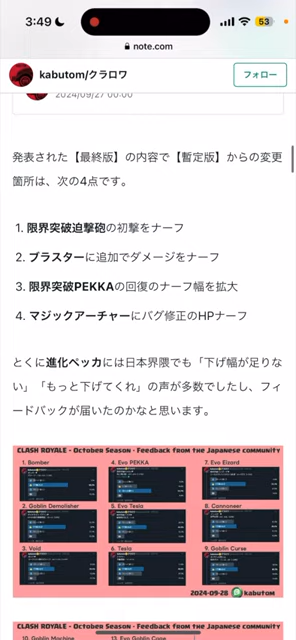 3:49
53
note.com
kabutom/クラロワ
フォロー
2024/09/27 00:00
発表された【最終版】の内容で【暫定版】からの変更
箇所は、次の4点です。
1. 限界突破迫撃砲の初撃をナーフ
2. ブラスターに追加でダメージをナーフ
3. 限界突破PEKKAの回復のナーフ幅を拡大
4. マジックアーチャーにバグ修正のHPナーフ
とくに進化ペッカには日本界隈でも「下げ幅が足りな
い」「もっと下げてくれ」の声が多数でしたし、フィ
ードバックが届いたのかなと思います。
CLASH ROYALE - October Season - Feedback from the Japanese community
1. Bomber
4. Evo PEKKA
7. Evo Wizard
2. Goblin Demolisher
5. Evo Tesla
8. Cannoneer
3. Void
6. Tesla
9. Goblin Curse
2024-09-28 kabutom
CLASH ROYALE - October Season - Feedback from the Japanese community
10. Goblin Machine
13. Evo Goblin Cage